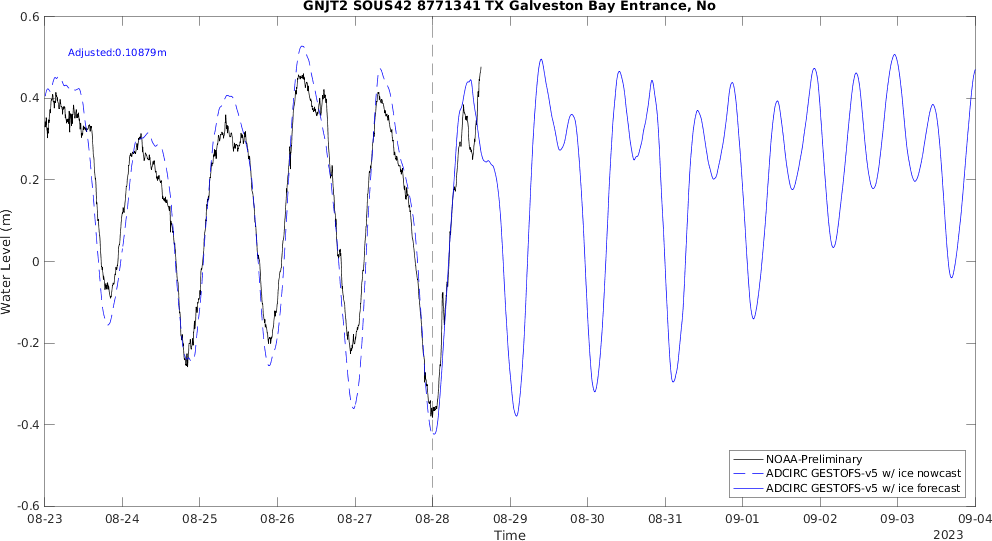 GNJT2 SOUS42 8771341 TX Galveston Bay Entrance, No
Adjusted:0.10879m
Water Level (m)
0.6
0.4
0.2
0
-0.2
-0.4
-0.6
NOAA-Preliminary
ADCIRC GESTOFS-v5 w/ ice nowcast
ADCIRC GESTOFS-v5 w/ ice forecast
08-23 08-24 08-25 08-26 08-27 08-28 08-29 08-30 08-31 09-01 09-02 09-03 09-04
Time
2023